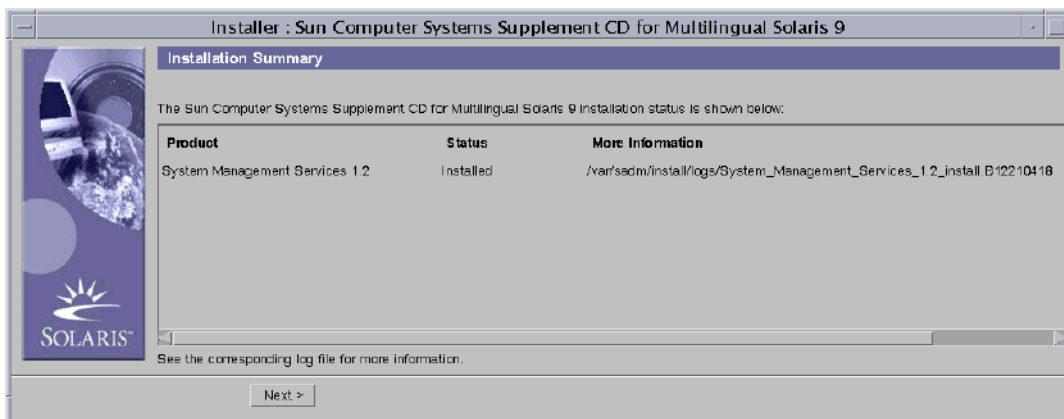 Installer : Sun Computer Systems Supplement CD for Multilingual Solaris 9
Installation Summary
The Sun Computer Systems Supplement CD for Multilingual Solaris 9 installation status is shown below:
Product Status More Information
System Management Services 1.2 Installed /var/sadm/install/logs/System_Management_Services_1.2_install.B12210418
SOLARIS™
See the corresponding log file for more information.
Next >